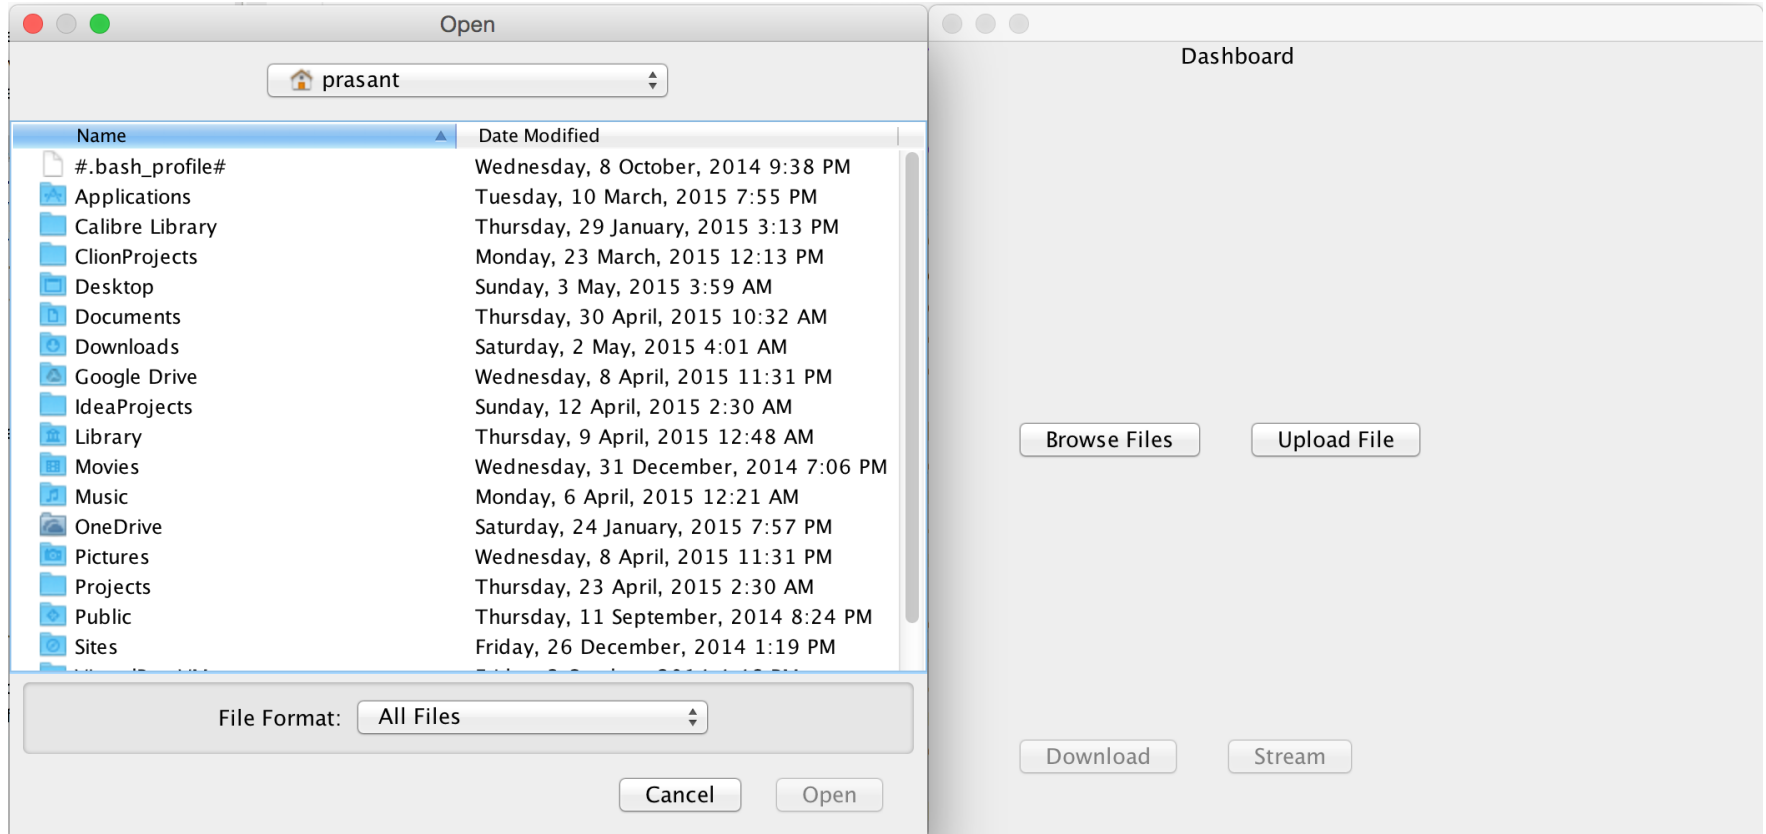 Open
prasant
Name Date Modified
#.bash_profile# Wednesday, 8 October, 2014 9:38 PM
Applications Tuesday, 10 March, 2015 7:55 PM
Calibre Library Thursday, 29 January, 2015 3:13 PM
ClionProjects Monday, 23 March, 2015 12:13 PM
Desktop Sunday, 3 May, 2015 3:59 AM
Documents Thursday, 30 April, 2015 10:32 AM
Downloads Saturday, 2 May, 2015 4:01 AM
Google Drive Wednesday, 8 April, 2015 11:31 PM
IdeaProjects Sunday, 12 April, 2015 2:30 AM
Library Thursday, 9 April, 2015 12:48 AM
Movies Wednesday, 31 December, 2014 7:06 PM
Music Monday, 6 April, 2015 12:21 AM
OneDrive Saturday, 24 January, 2015 7:57 PM
Pictures Wednesday, 8 April, 2015 11:31 PM
Projects Thursday, 23 April, 2015 2:30 AM
Public Thursday, 11 September, 2014 8:24 PM
Sites Friday, 26 December, 2014 1:19 PM
File Format: All Files
Cancel Open
Dashboard
Browse Files Upload File
Download Stream